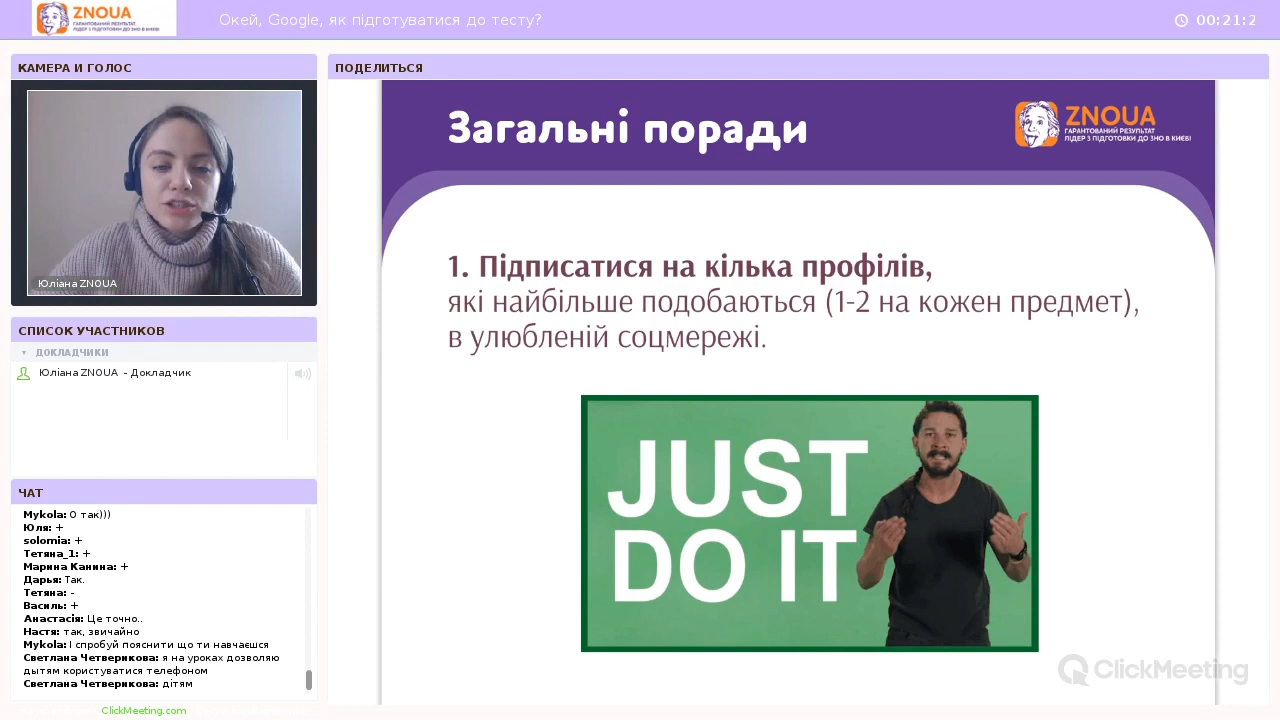 ZNOUA
ГАРАНТОВАНИЙ РЕЗУЛЬТАТ
ЛІДЕР З ПІДГОТОВКИ ДО ЗНО В КИЄВІ
Окей, Google, як підготуватися до тесту?
00:21:2
КАМЕРА И ГОЛОС
Юліана ZNOUA
СПИСОК УЧАСТНИКОВ
ДОКЛАДЧИКИ
Юліана ZNOUA - Докладчик
ЧАТ
Mykola: О так)))
Юля: +
solomia: +
Тетяна_1: +
Марина Канина: +
Дарья: Так.
Тетяна: -
Василь: +
Анастасія: Це точно..
Настя: так, звичайно
Mykola: І спробуй пояснити що ти навчаєшся
Светлана Четверикова: я на уроках дозволяю
дытям користуватися телефоном
Светлана Четверикова: дітям
ClickMeeting.com
ПОДЕЛИТЬСЯ
Загальні поради
ZNOUA
ГАРАНТОВАНИЙ РЕЗУЛЬТАТ
ЛІДЕР З ПІДГОТОВКИ ДО ЗНО В КИЄВІ
1. Підписатися на кілька профілів,
які найбільше подобаються (1-2 на кожен предмет),
в улюбленій соцмережі.
JUST
DO IT
ClickMeeting